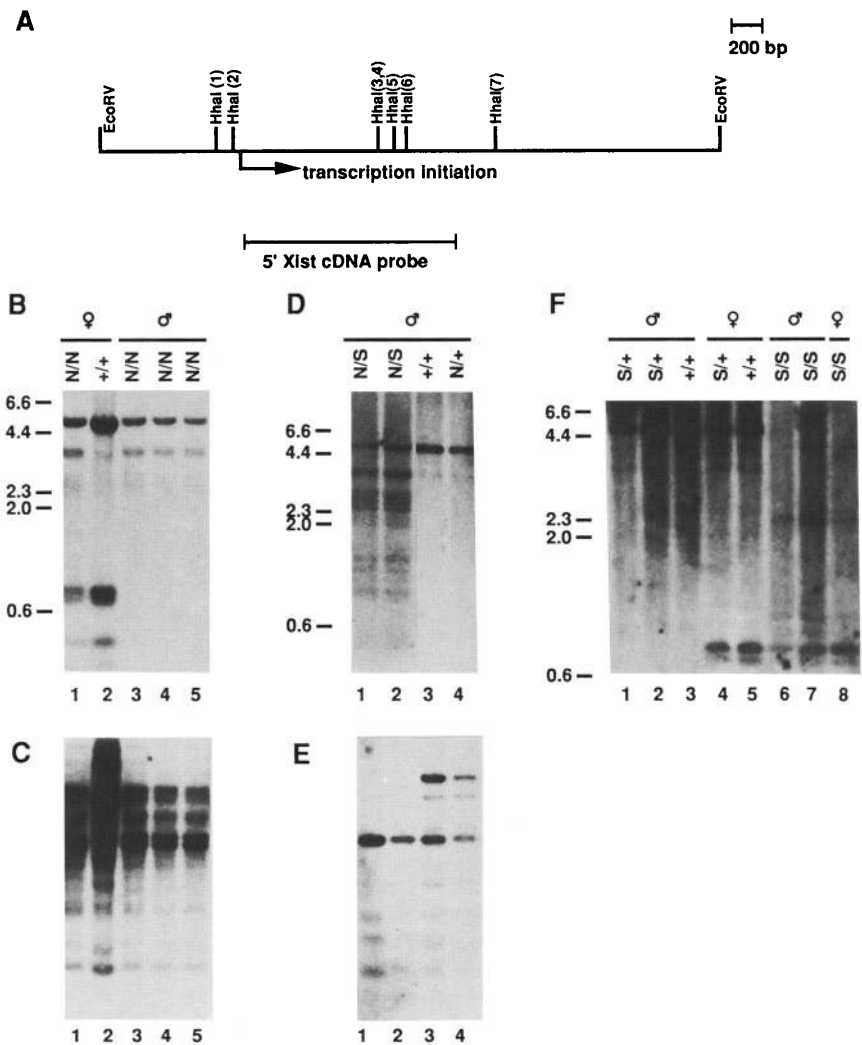 A
200 bp
EcoRV
HhaI (1)
HhaI (2)
HhaI(3,4)
HhaI(5)
HhaI(6)
HhaI(7)
EcoRV
transcription initiation
5' Xist cDNA probe
B
♀ ♂
N/N +/+ N/N N/N N/N
6.6
4.4
2.3
2.0
0.6
1 2 3 4 5
D
♂
N/S N/S +/+ N/+
6.6
4.4
2.3
2.0
0.6
1 2 3 4
F
♂ ♀ ♂ ♀
S/+ S/+ +/+ S/+ +/+ S/S S/S S/S
6.6
4.4
2.3
2.0
0.6
1 2 3 4 5 6 7 8
C
1 2 3 4 5
E
1 2 3 4